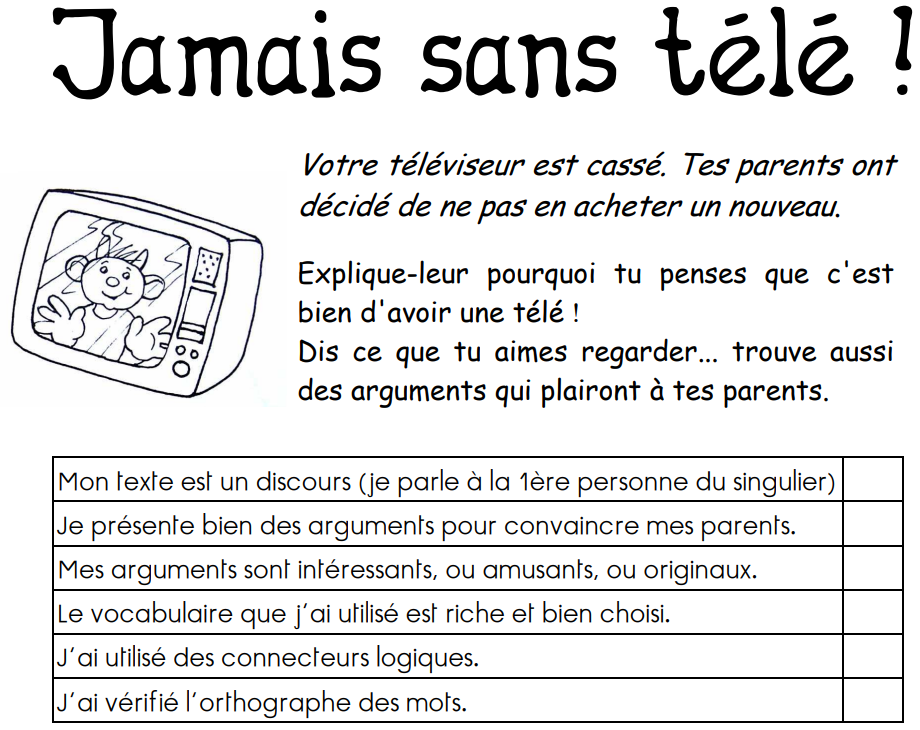 Jamais sans télé !
Votre téléviseur est cassé. Tes parents ont
décidé de ne pas en acheter un nouveau.
Explique-leur pourquoi tu penses que c'est
bien d'avoir une télé !
Dis ce que tu aimes regarder... trouve aussi
des arguments qui plairont à tes parents.
Mon texte est un discours (je parle à la 1ère personne du singulier)
Je présente bien des arguments pour convaincre mes parents.
Mes arguments sont intéressants, ou amusants, ou originaux.
Le vocabulaire que j'ai utilisé est riche et bien choisi.
J'ai utilisé des connecteurs logiques.
J'ai vérifié l'orthographe des mots.